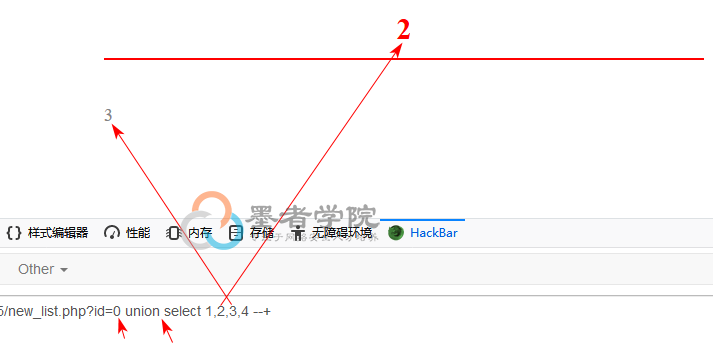 2
3
墨者学院
样式编辑器 性能 内存 存储 无障碍环境 HackBar
Other
5/new_list.php?id=0 union select 1,2,3,4 --+